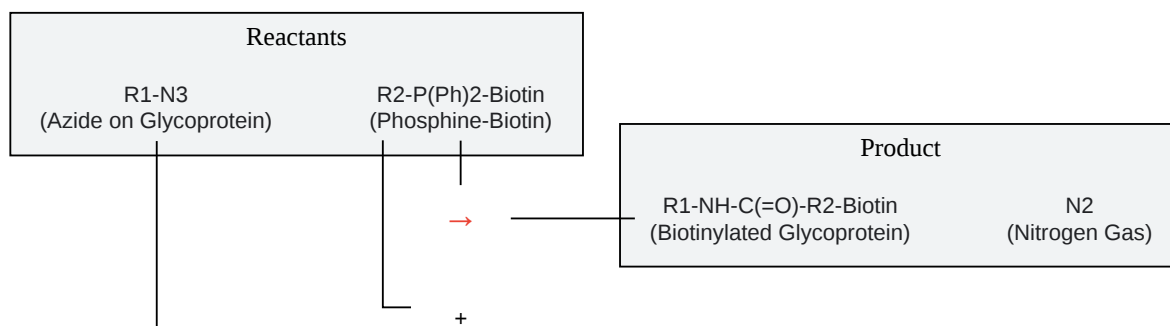 Reactants
R1-N3
(Azide on Glycoprotein)
R2-P(Ph)2-Biotin
(Phosphine-Biotin)
Product
R1-NH-C(=O)-R2-Biotin
(Biotinylated Glycoprotein)
N2
(Nitrogen Gas)
→
+